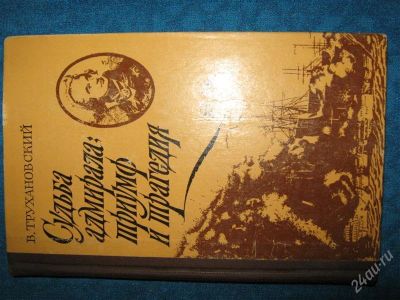 В. ТРУХАНОВСКИЙ
Судьба
адмирала:
триумф
и трагедия
24au.ru